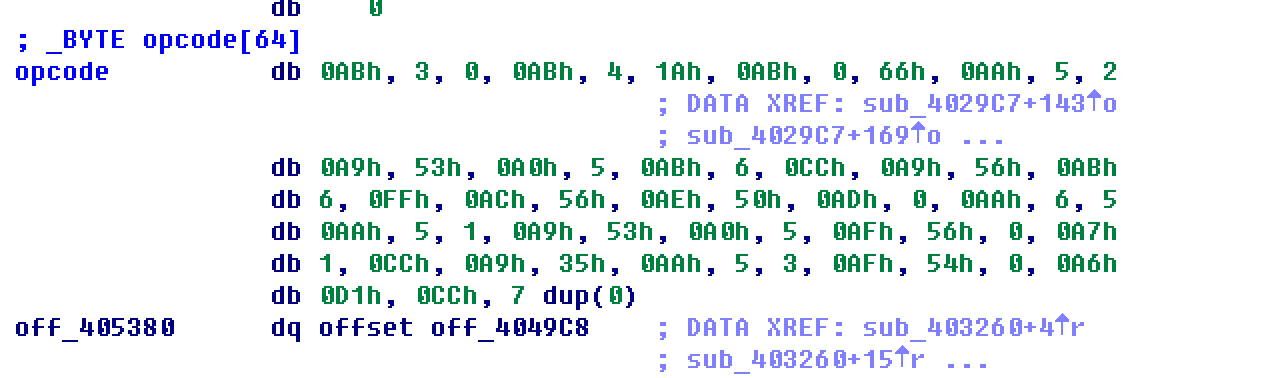 db 0
; _BYTE opcode[64]
opcode db 0ABh, 3, 0, 0ABh, 4, 1Ah, 0ABh, 0, 66h, 0AAh, 5, 2
; DATA XREF: sub_4029C7+143↑o
; sub_4029C7+169↑o ...
db 0A9h, 53h, 0A0h, 5, 0ABh, 6, 0CCh, 0A9h, 56h, 0ABh
db 6, 0FFh, 0ACh, 56h, 0AEh, 50h, 0ADh, 0, 0AAh, 6, 5
db 0AAh, 5, 1, 0A9h, 53h, 0A0h, 5, 0AFh, 56h, 0, 0A7h
db 1, 0CCh, 0A9h, 35h, 0AAh, 5, 3, 0AFh, 54h, 0, 0A6h
db 0D1h, 0CCh, 7 dup(0)
off_405380 dq offset off_4049C8 ; DATA XREF: sub_403260+4↑r
; sub_403260+15↑r ...